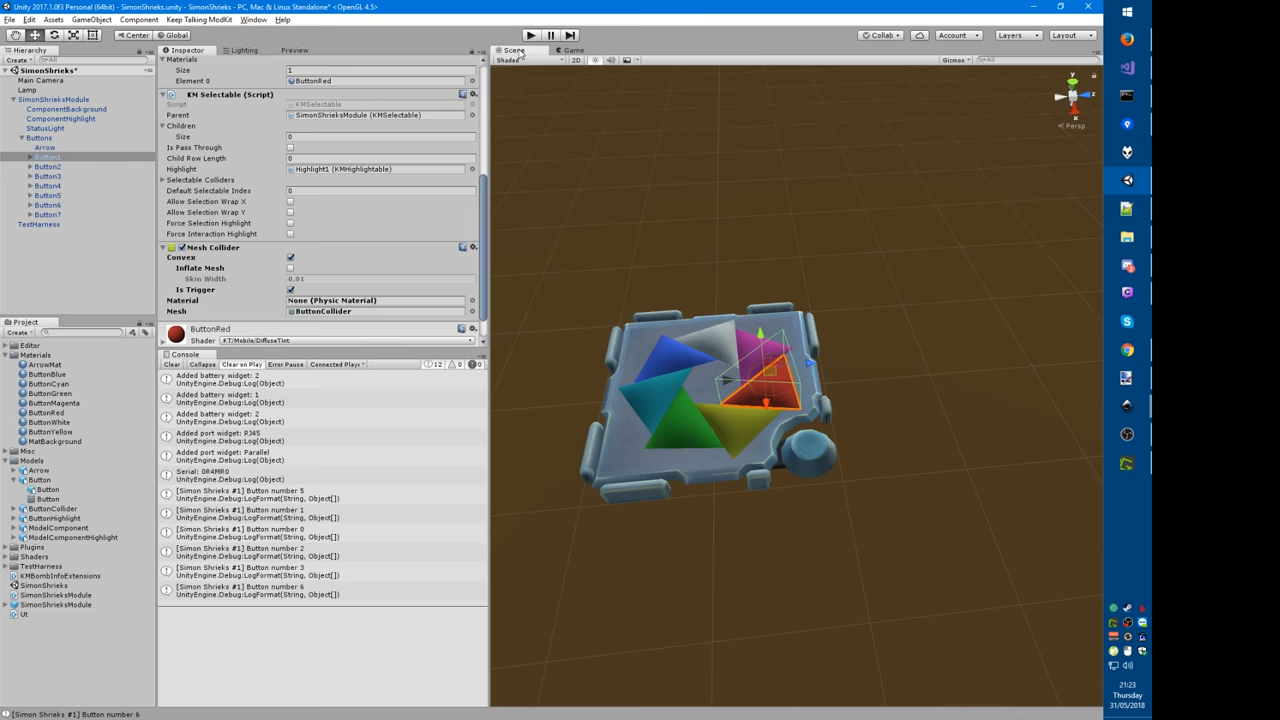 Unity 2017.1.0f3 Personal (64bit) - SimonShrieks.unity - SimonShrieks - PC, Mac & Linux Standalone* <OpenGL 4.5>
File Edit Assets GameObject Component Keep Talking ModKit Window Help
Center Global Collab Account Layers Layout
Hierarchy
Create All
SimonShrieks*
Main Camera
Lamp
SimonShrieksModule
ComponentBackground
ComponentHighlight
StatusLight
Buttons
Arrow
Button1
Button2
Button3
Button4
Button5
Button6
Button7
TestHarness
Project
Create
Editor
Materials
ArrowMat
ButtonBlue
ButtonCyan
ButtonGreen
ButtonMagenta
ButtonRed
ButtonWhite
ButtonYellow
MatBackground
Misc
Models
Arrow
Button
Button
Button
ButtonCollider
ButtonHighlight
ModelComponent
ModelComponentHighlight
Plugins
Shaders
TestHarness
KMBombInfoExtensions
SimonShrieks
SimonShrieksModule
SimonShrieksModule
Ut
Inspector Lighting Preview
Materials
Size 1
Element 0 ButtonRed
KM Selectable (Script)
Script KMSelectable
Parent SimonShrieksModule (KMSelectable)
Children
Size 0
Is Pass Through
Child Row Length 0
Highlight Highlight1 (KMHighlightable)
Selectable Colliders
Default Selectable Index 0
Allow Selection Wrap X
Allow Selection Wrap Y
Force Selection Highlight
Force Interaction Highlight
Mesh Collider
Convex
Inflate Mesh
Skin Width 0.01
Is Trigger
Material None (Physic Material)
Mesh ButtonCollider
ButtonRed
Shader KT/Mobile/DiffuseTint
Console
Clear Collapse Clear on Play Error Pause Connected Player 12 0 0
Added battery widget: 2
UnityEngine.Debug:Log(Object)
Added battery widget: 1
UnityEngine.Debug:Log(Object)
Added battery widget: 2
UnityEngine.Debug:Log(Object)
Added port widget: RJ45
UnityEngine.Debug:Log(Object)
Added port widget: Parallel
UnityEngine.Debug:Log(Object)
Serial: 0R4MR0
UnityEngine.Debug:Log(Object)
[Simon Shrieks #1] Button number 5
UnityEngine.Debug:LogFormat(String, Object[])
[Simon Shrieks #1] Button number 1
UnityEngine.Debug:LogFormat(String, Object[])
[Simon Shrieks #1] Button number 0
UnityEngine.Debug:LogFormat(String, Object[])
[Simon Shrieks #1] Button number 2
UnityEngine.Debug:LogFormat(String, Object[])
[Simon Shrieks #1] Button number 3
UnityEngine.Debug:LogFormat(String, Object[])
[Simon Shrieks #1] Button number 6
UnityEngine.Debug:LogFormat(String, Object[])
Scene Game
Shaded 2D Gizmos All
y
z
x
Persp
21:23
Thursday
31/05/2018
[Simon Shrieks #1] Button number 6